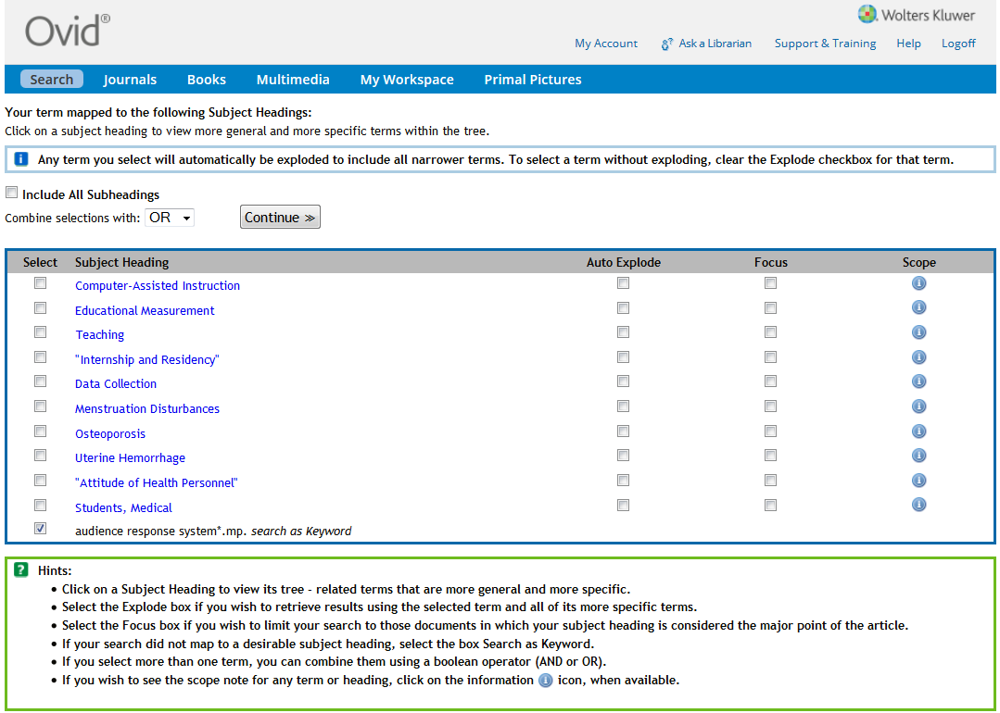 Ovid®
Wolters Kluwer
My Account Ask a Librarian Support & Training Help Logoff
Search Journals Books Multimedia My Workspace Primal Pictures
Your term mapped to the following Subject Headings:
Click on a subject heading to view more general and more specific terms within the tree.
i Any term you select will automatically be exploded to include all narrower terms. To select a term without exploding, clear the Explode checkbox for that term.
Include All Subheadings
Combine selections with: OR Continue ≫
Select Subject Heading Auto Explode Focus Scope
Computer-Assisted Instruction
Educational Measurement
Teaching
"Internship and Residency"
Data Collection
Menstruation Disturbances
Osteoporosis
Uterine Hemorrhage
"Attitude of Health Personnel"
Students, Medical
audience response system*.mp. search as Keyword
? Hints:
• Click on a Subject Heading to view its tree - related terms that are more general and more specific.
• Select the Explode box if you wish to retrieve results using the selected term and all of its more specific terms.
• Select the Focus box if you wish to limit your search to those documents in which your subject heading is considered the major point of the article.
• If your search did not map to a desirable subject heading, select the box Search as Keyword.
• If you select more than one term, you can combine them using a boolean operator (AND or OR).
• If you wish to see the scope note for any term or heading, click on the information i icon, when available.